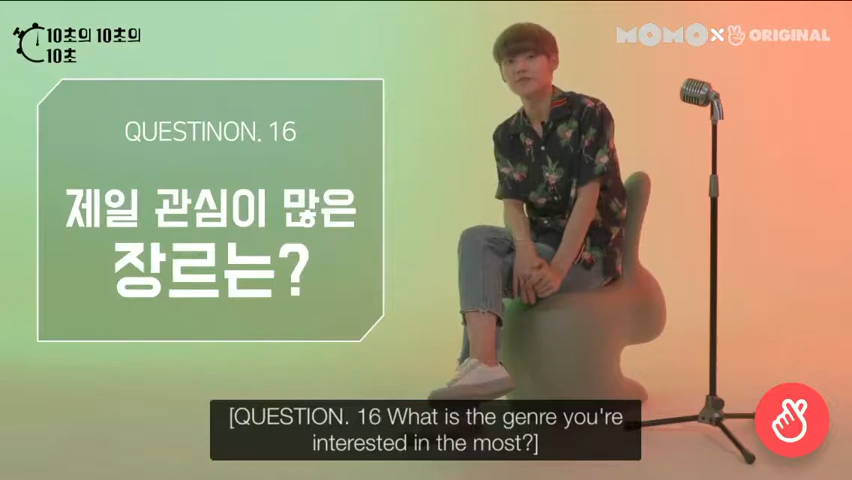 10초의 10초의
10초
MOMO X ORIGINAL
QUESTINON. 16
제일 관심이 많은
장르는?
[QUESTION. 16 What is the genre you're
interested in the most?]